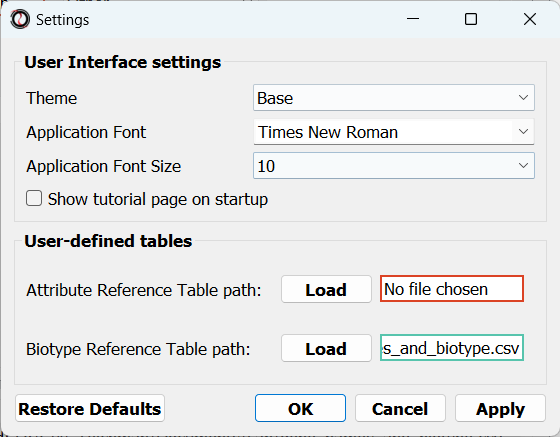 Settings
User Interface settings
Theme Base
Application Font Times New Roman
Application Font Size 10
Show tutorial page on startup
User-defined tables
Attribute Reference Table path: Load No file chosen
Biotype Reference Table path: Load s_and_biotype.csv
Restore Defaults OK Cancel Apply